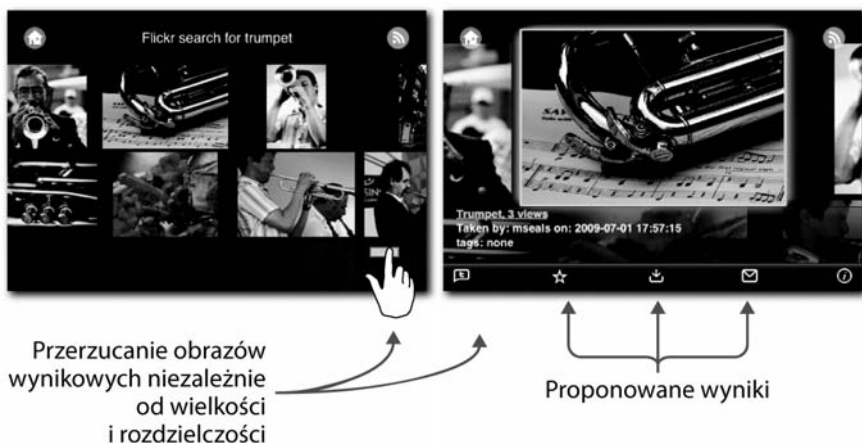 Flickr search for trumpet
Trumpet, 3 views
Taken by: mseals on: 2009-07-01 17:57:15
tags: none
Przerzucanie obrazów
wynikowych niezależnie
od wielkości
i rozdzielczości
Proponowane wyniki